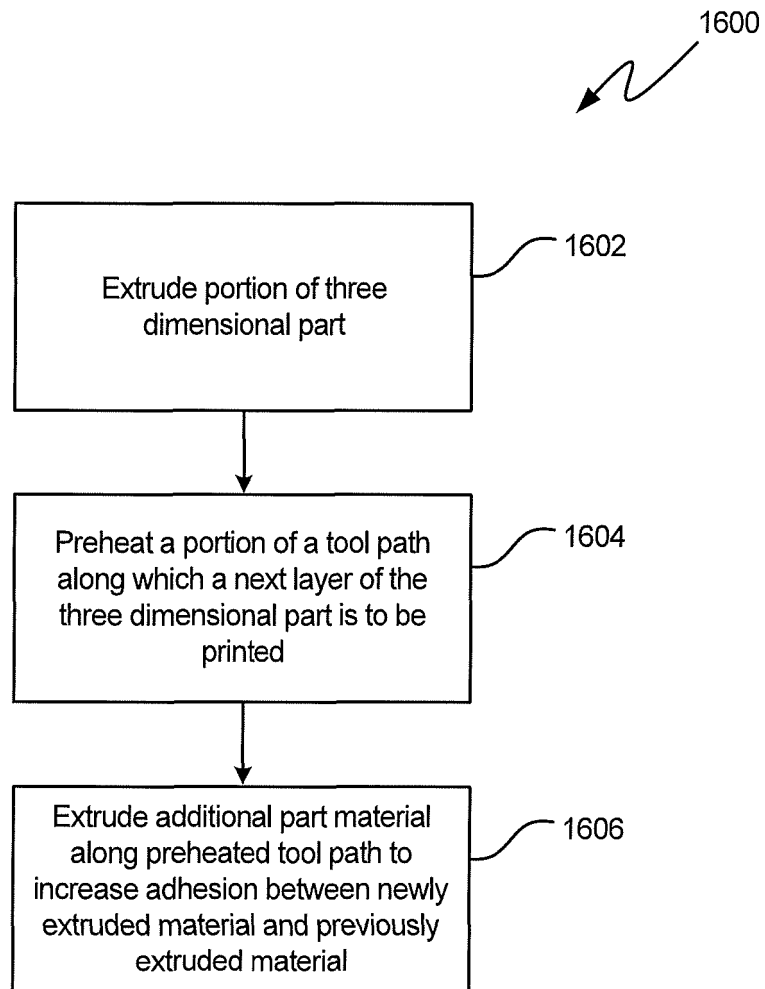 1600
Extrude portion of three
dimensional part
1602
Preheat a portion of a tool path
along which a next layer of the
three dimensional part is to be
printed
1604
Extrude additional part material
along preheated tool path to
increase adhesion between newly
extruded material and previously
extruded material
1606